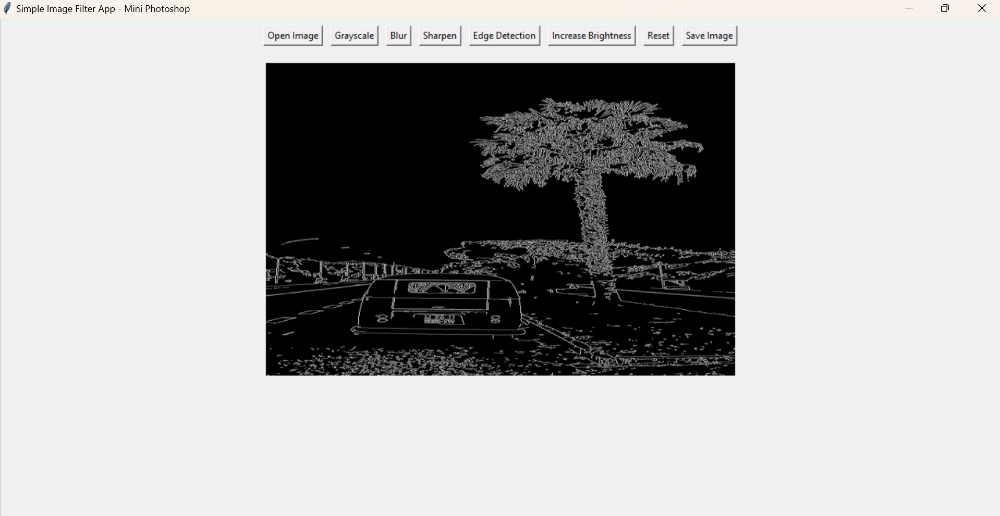 Simple Image Filter App - Mini Photoshop
Open Image Grayscale Blur Sharpen Edge Detection Increase Brightness Reset Save Image